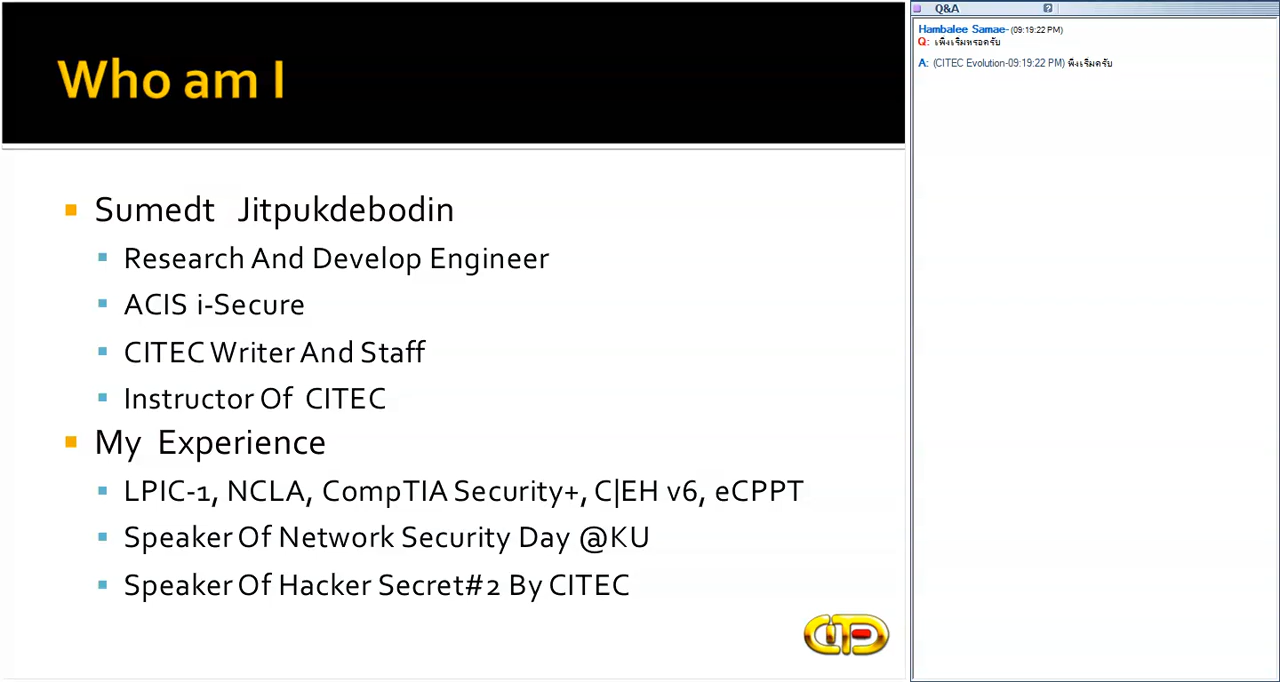 Who am I
Sumedt Jitpukdebodin
Research And Develop Engineer
ACIS i-Secure
CITEC Writer And Staff
Instructor Of CITEC
My Experience
LPIC-1, NCLA, CompTIA Security+, C|EH v6, eCPPT
Speaker Of Network Security Day @KU
Speaker Of Hacker Secret#2 By CITEC
Q&A
Hambalee Samae-(09:19:22 PM)
Q: เพิ่งเริ่มหรอครับ
A: (CITEC Evolution-09:19:22 PM) พึ่งเริ่มครับ